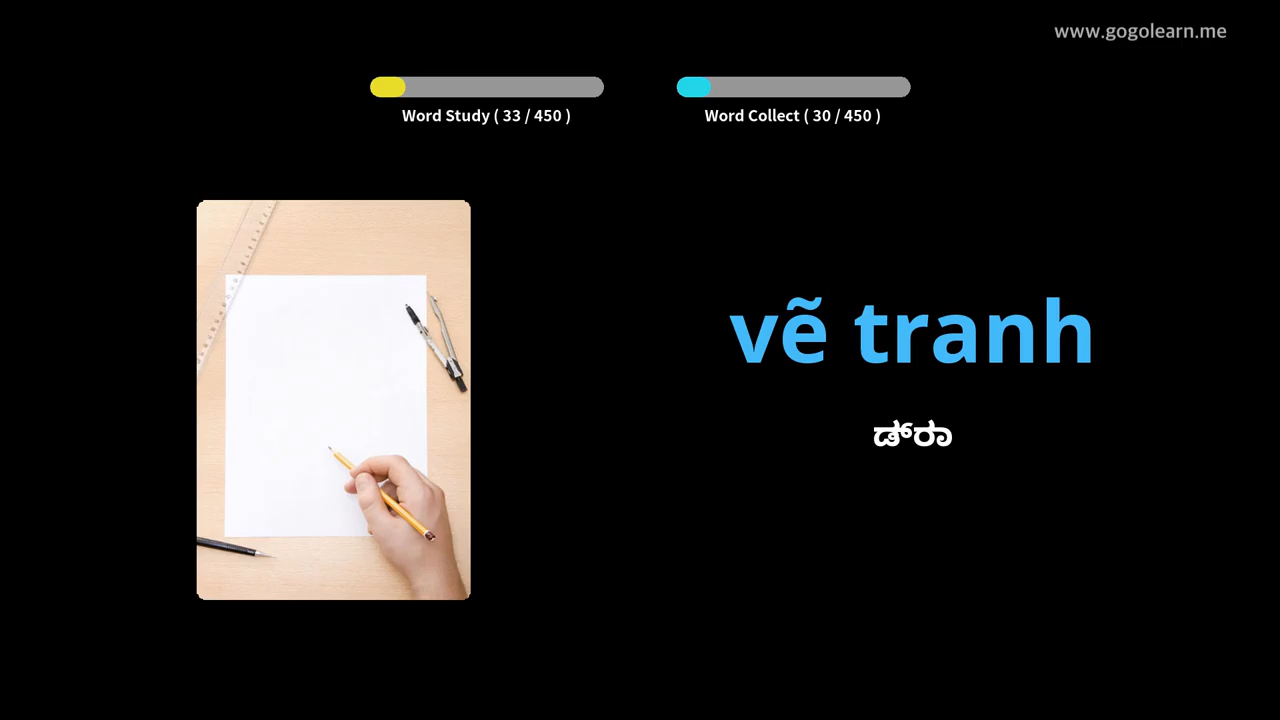 www.gogolearn.me
Word Study ( 33 / 450 )
Word Collect ( 30 / 450 )
vẽ tranh
ಡ್ರಾ